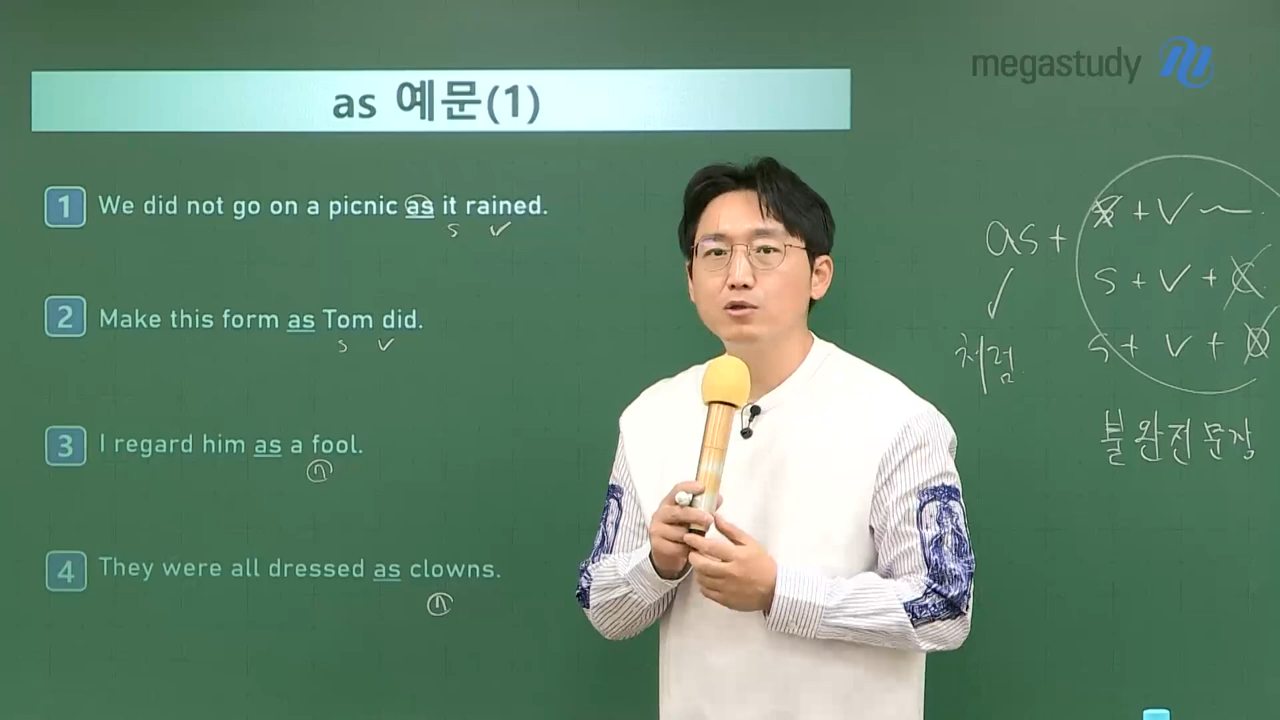 megastudy
as 예문(1)
1 We did not go on a picnic as it rained.
s v
2 Make this form as Tom did.
s v
3 I regard him as a fool.
n
4 They were all dressed as clowns.
n
as + s + v ~
s + v + c
s + v + o
처럼
불완전문장